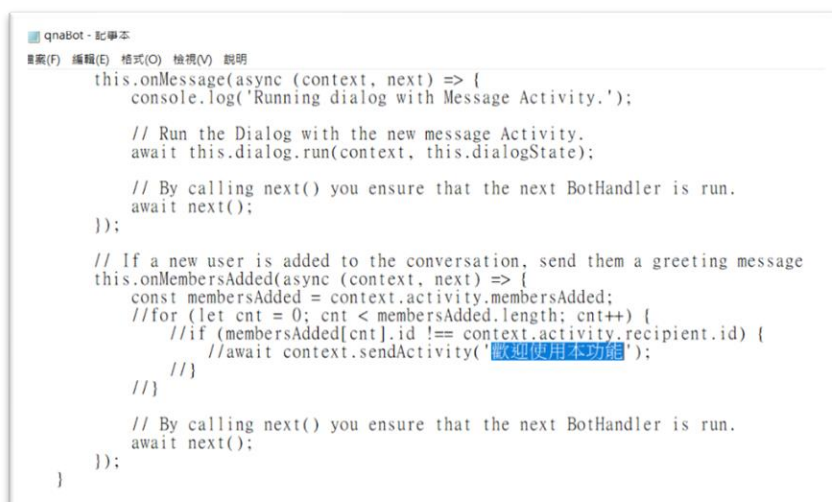 qnaBot - 記事本
檔案(F) 編輯(E) 格式(O) 檢視(V) 說明
this.onMessage(async (context, next) => {
console.log('Running dialog with Message Activity.');
// Run the Dialog with the new message Activity.
await this.dialog.run(context, this.dialogState);
// By calling next() you ensure that the next BotHandler is run.
await next();
});
// If a new user is added to the conversation, send them a greeting message
this.onMembersAdded(async (context, next) => {
const membersAdded = context.activity.membersAdded;
//for (let cnt = 0; cnt < membersAdded.length; cnt++) {
//if (membersAdded[cnt].id !== context.activity.recipient.id) {
//await context.sendActivity('歡迎使用本功能');
//}
//}
// By calling next() you ensure that the next BotHandler is run.
await next();
});
}